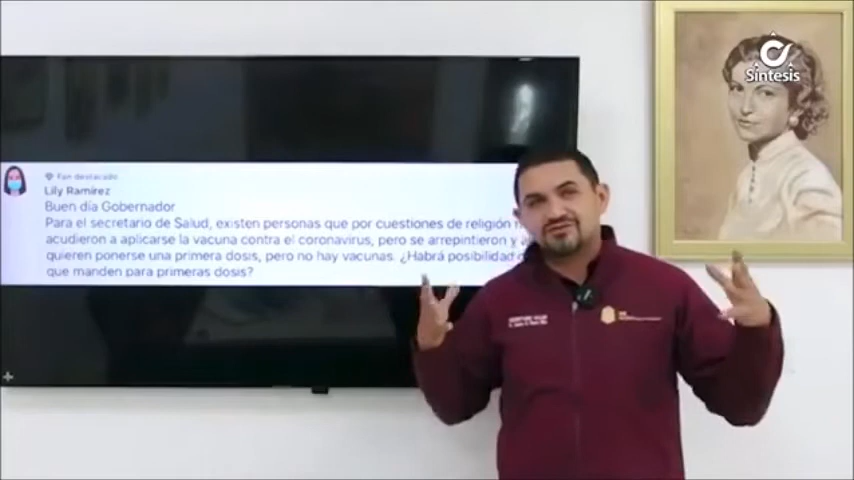 Síntesis
Fan destacado
Lily Ramírez
Buen día Gobernador
Para el secretario de Salud, existen personas que por cuestiones de religión
acudieron a aplicarse la vacuna contra el coronavirus, pero se arrepintieron y
quieren ponerse una primera dosis, pero no hay vacunas. ¿Habrá posibilidad
que manden para primeras dosis?